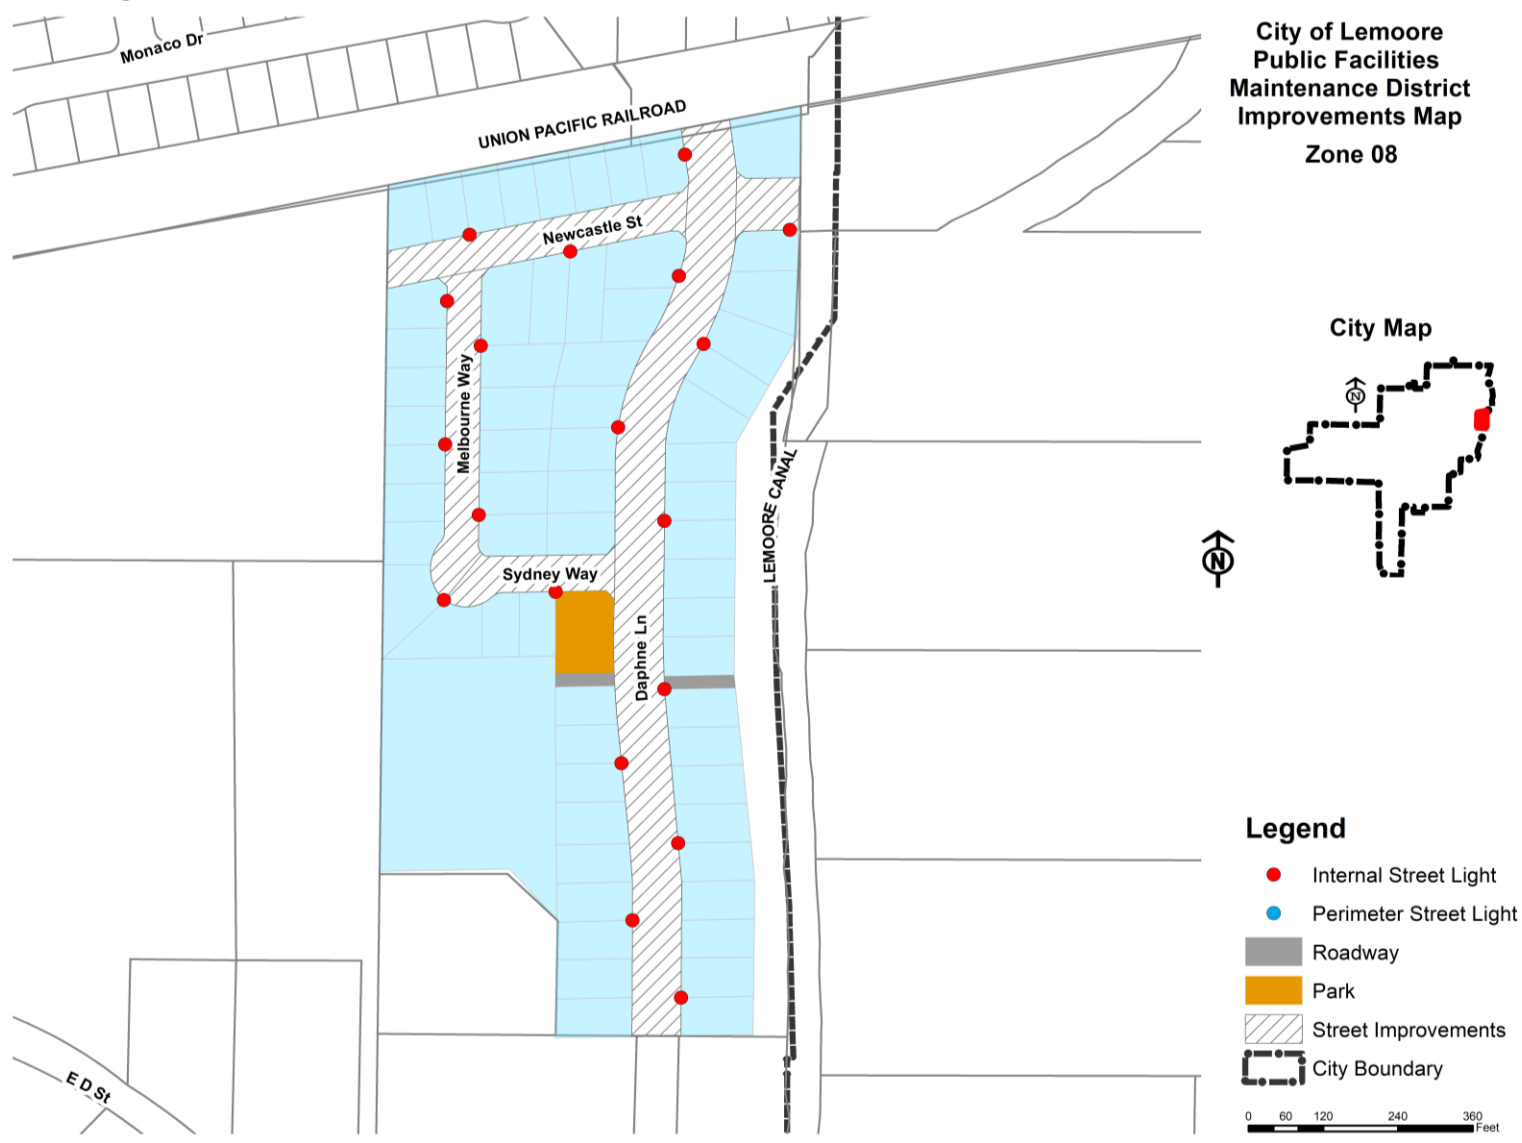 City of Lemoore
Public Facilities
Maintenance District
Improvements Map
Zone 08
Monaco Dr
UNION PACIFIC RAILROAD
Newcastle St
Melbourne Way
Sydney Way
Daphne Ln
LEMOORE CANAL
E D St
City Map
N
N
Legend
Internal Street Light
Perimeter Street Light
Roadway
Park
Street Improvements
City Boundary
0 60 120 240 360
Feet